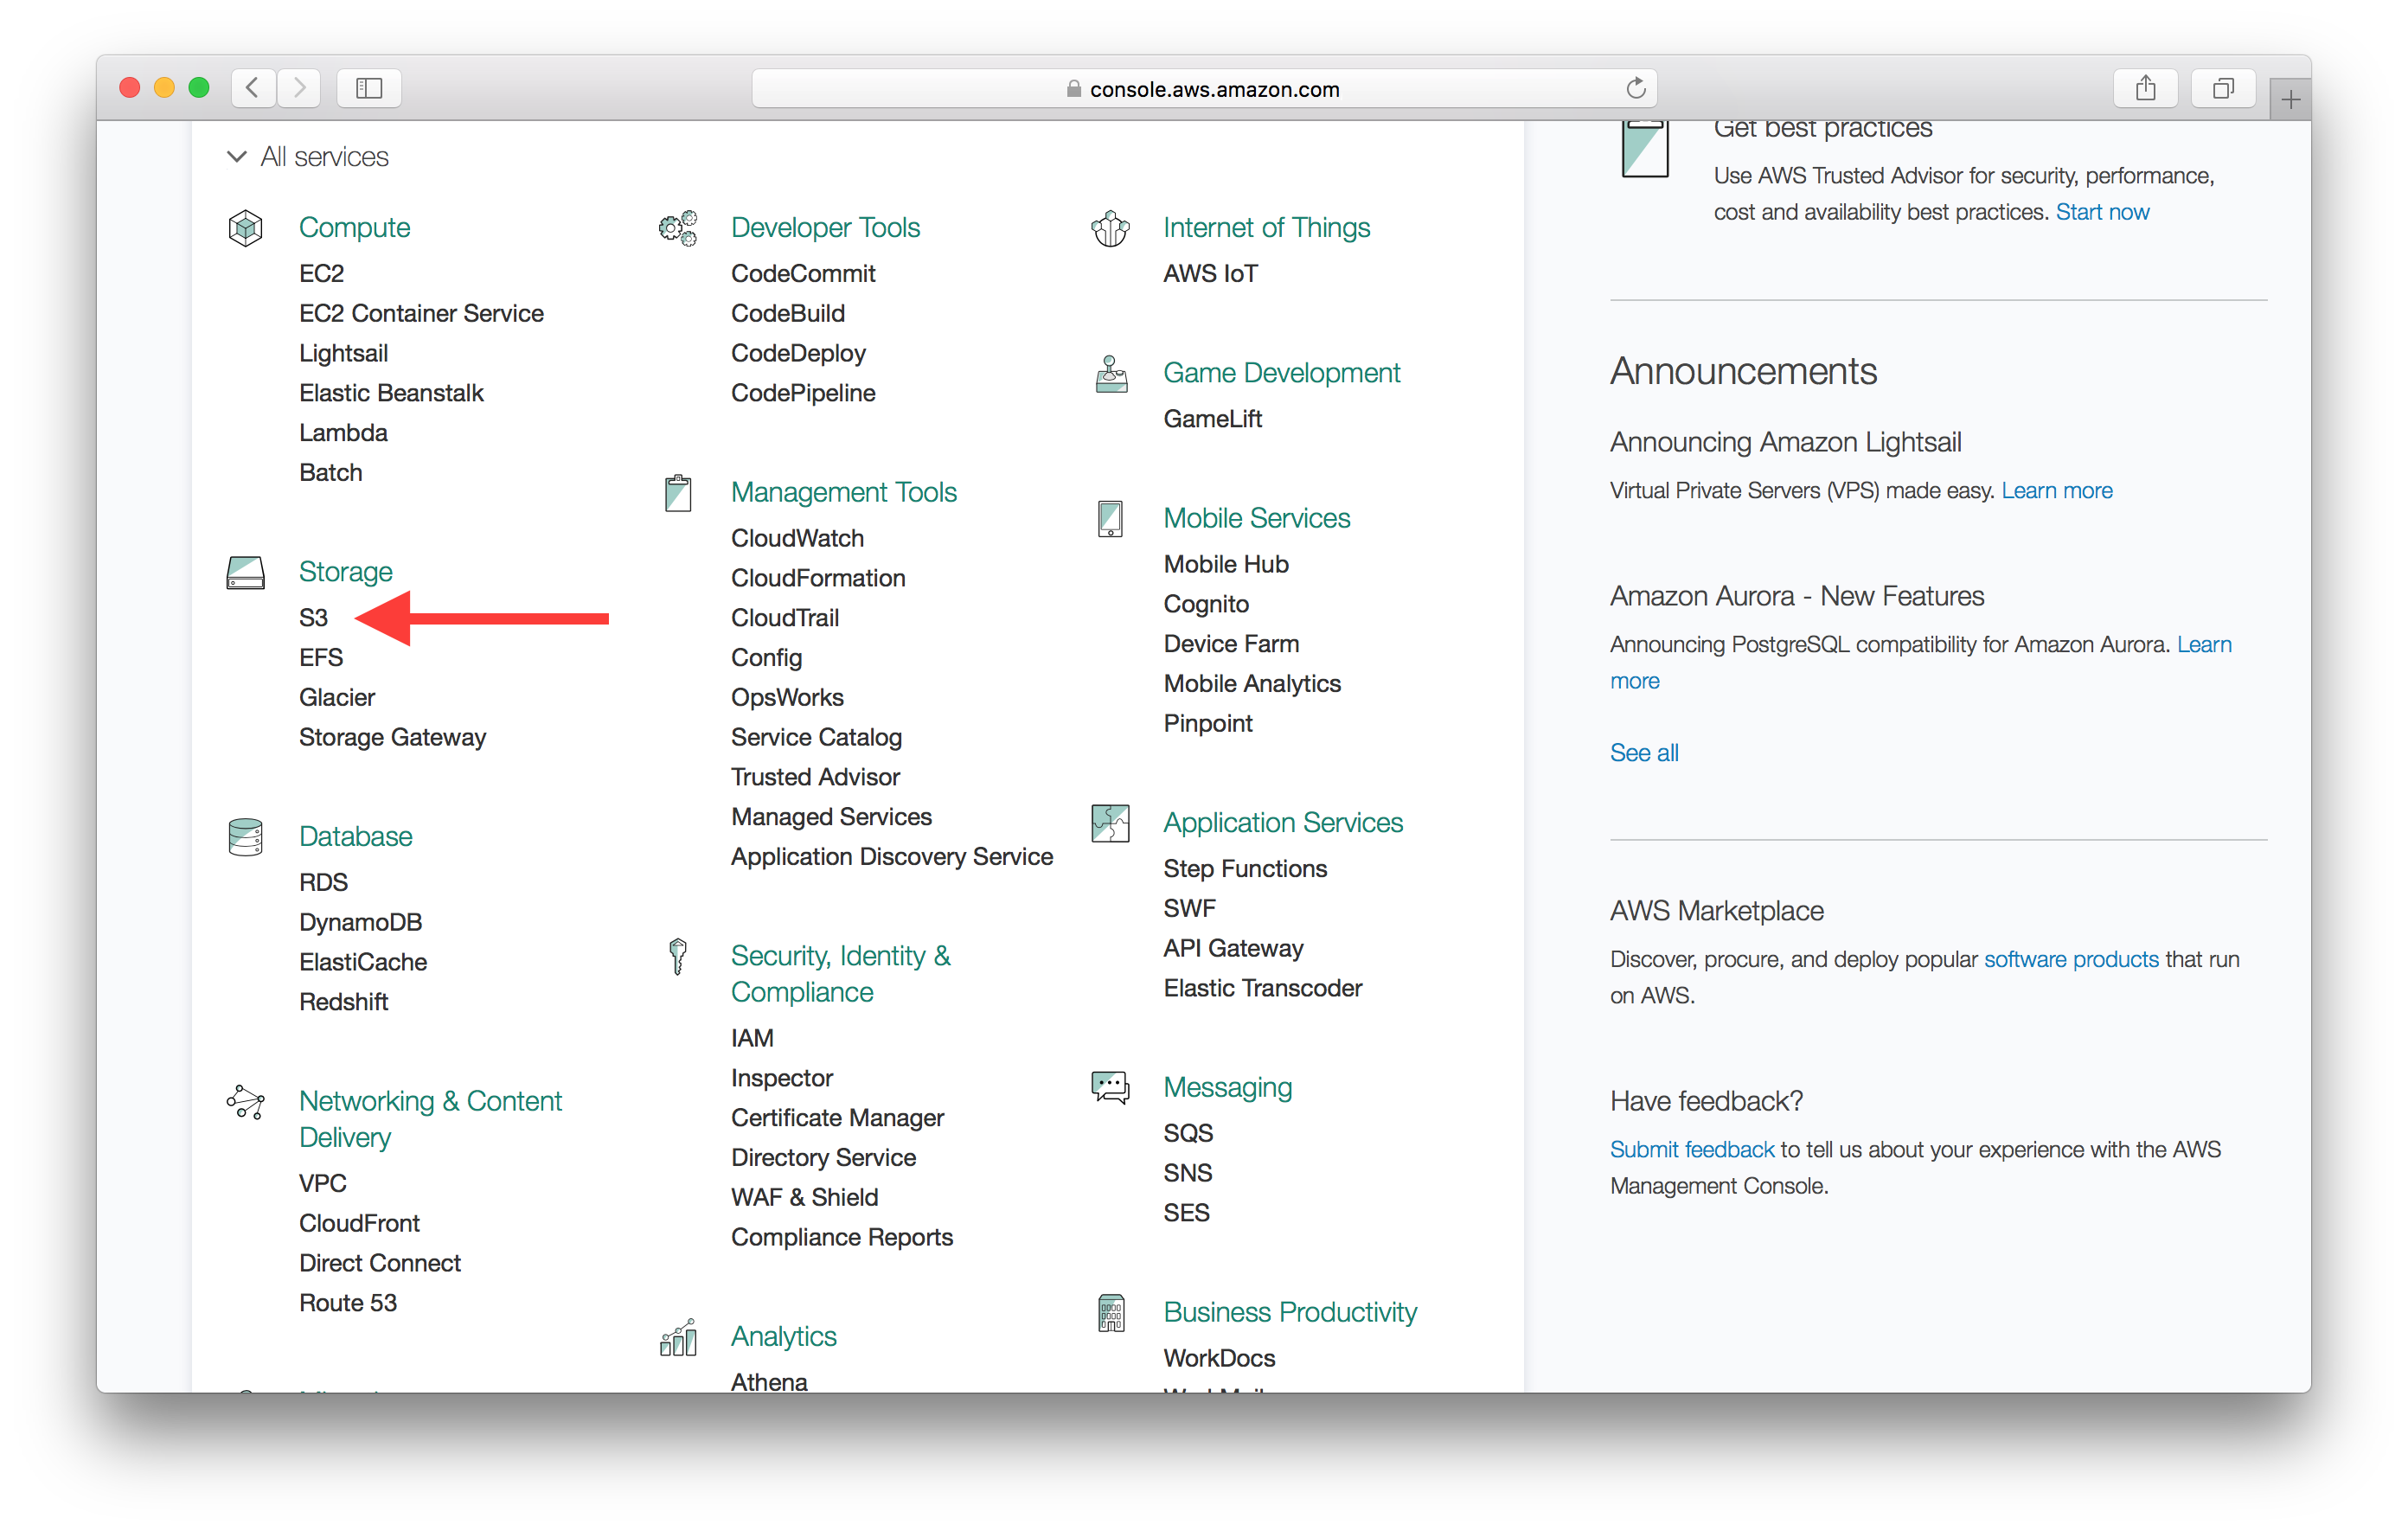 console.aws.amazon.com
All services
Compute
EC2
EC2 Container Service
Lightsail
Elastic Beanstalk
Lambda
Batch
Storage
S3
EFS
Glacier
Storage Gateway
Database
RDS
DynamoDB
ElastiCache
Redshift
Networking & Content
Delivery
VPC
CloudFront
Direct Connect
Route 53
Developer Tools
CodeCommit
CodeBuild
CodeDeploy
CodePipeline
Management Tools
CloudWatch
CloudFormation
CloudTrail
Config
OpsWorks
Service Catalog
Trusted Advisor
Managed Services
Application Discovery Service
Security, Identity &
Compliance
IAM
Inspector
Certificate Manager
Directory Service
WAF & Shield
Compliance Reports
Analytics
Athena
Internet of Things
AWS IoT
Game Development
GameLift
Mobile Services
Mobile Hub
Cognito
Device Farm
Mobile Analytics
Pinpoint
Application Services
Step Functions
SWF
API Gateway
Elastic Transcoder
Messaging
SQS
SNS
SES
Business Productivity
WorkDocs
Get best practices
Use AWS Trusted Advisor for security, performance,
cost and availability best practices. Start now
Announcements
Announcing Amazon Lightsail
Virtual Private Servers (VPS) made easy. Learn more
Amazon Aurora - New Features
Announcing PostgreSQL compatibility for Amazon Aurora. Learn
more
See all
AWS Marketplace
Discover, procure, and deploy popular software products that run
on AWS.
Have feedback?
Submit feedback to tell us about your experience with the AWS
Management Console.